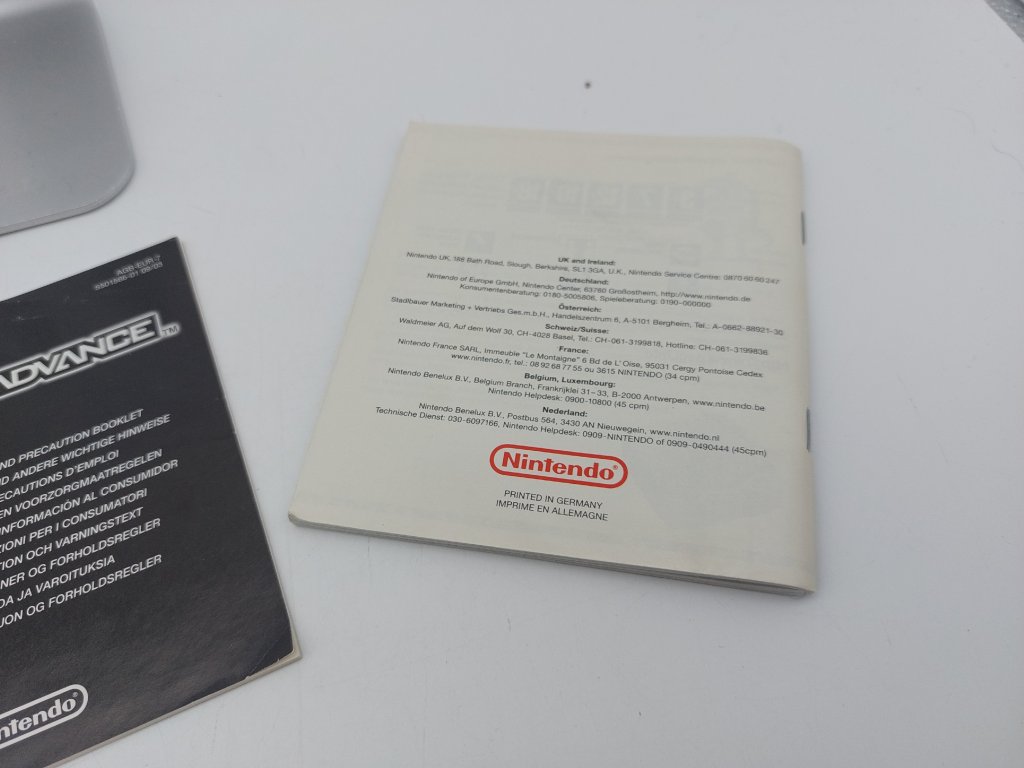 AGB-EUR-7
ADVANCE TM
ND PRECAUTION BOOKLET
D ANDERE WICHTIGE HINWEISE
ECAUTIONS D'EMPLOI
EN VOORZORGMAATREGELEN
INFORMACIÓN AL CONSUMIDOR
ZIONI PER I CONSUMATORI
TION OCH VARNINGSTEXT
NER OG FORHOLDSREGLER
DA JA VAROITUKSIA
JON OG FORHOLDSREGLER
ntendo®
UK and Ireland:
Nintendo UK, 188 Bath Road, Slough, Berkshire, SL1 3GA, U.K., Nintendo Service Centre: 0870 60 60 247
Deutschland:
Nintendo of Europe GmbH, Nintendo Center, 63760 Großostheim, http://www.nintendo.de
Konsumentenberatung: 0180-5005806, Spieleberatung: 0190-000000
Österreich:
Stadlbauer Marketing + Vertriebs Ges.m.b.H., Handelszentrum 6, A-5101 Bergheim, Tel.: A-0662-88921-30
Schweiz/Suisse:
Waldmeier AG, Auf dem Wolf 30, CH-4028 Basel, Tel.: CH-061-3199818, Hotline: CH-061-3199836
France:
Nintendo France SARL, Immeuble "Le Montaigne" 6 Bd de L'Oise, 95031 Cergy Pontoise Cedex
www.nintendo.fr, tel.: 08 92 68 77 55 ou 3615 NINTENDO (34 cpm)
Belgium, Luxembourg:
Nintendo Benelux B.V., Belgium Branch, Frankrijklei 31–33, B-2000 Antwerpen, www.nintendo.be
Nintendo Helpdesk: 0900-10800 (45 cpm)
Nederland:
Nintendo Benelux B.V., Postbus 564, 3430 AN Nieuwegein, www.nintendo.nl
Technische Dienst: 030-6097166, Nintendo Helpdesk: 0909-NINTENDO of 0909-0490444 (45cpm)
Nintendo®
PRINTED IN GERMANY
IMPRIME EN ALLEMAGNE